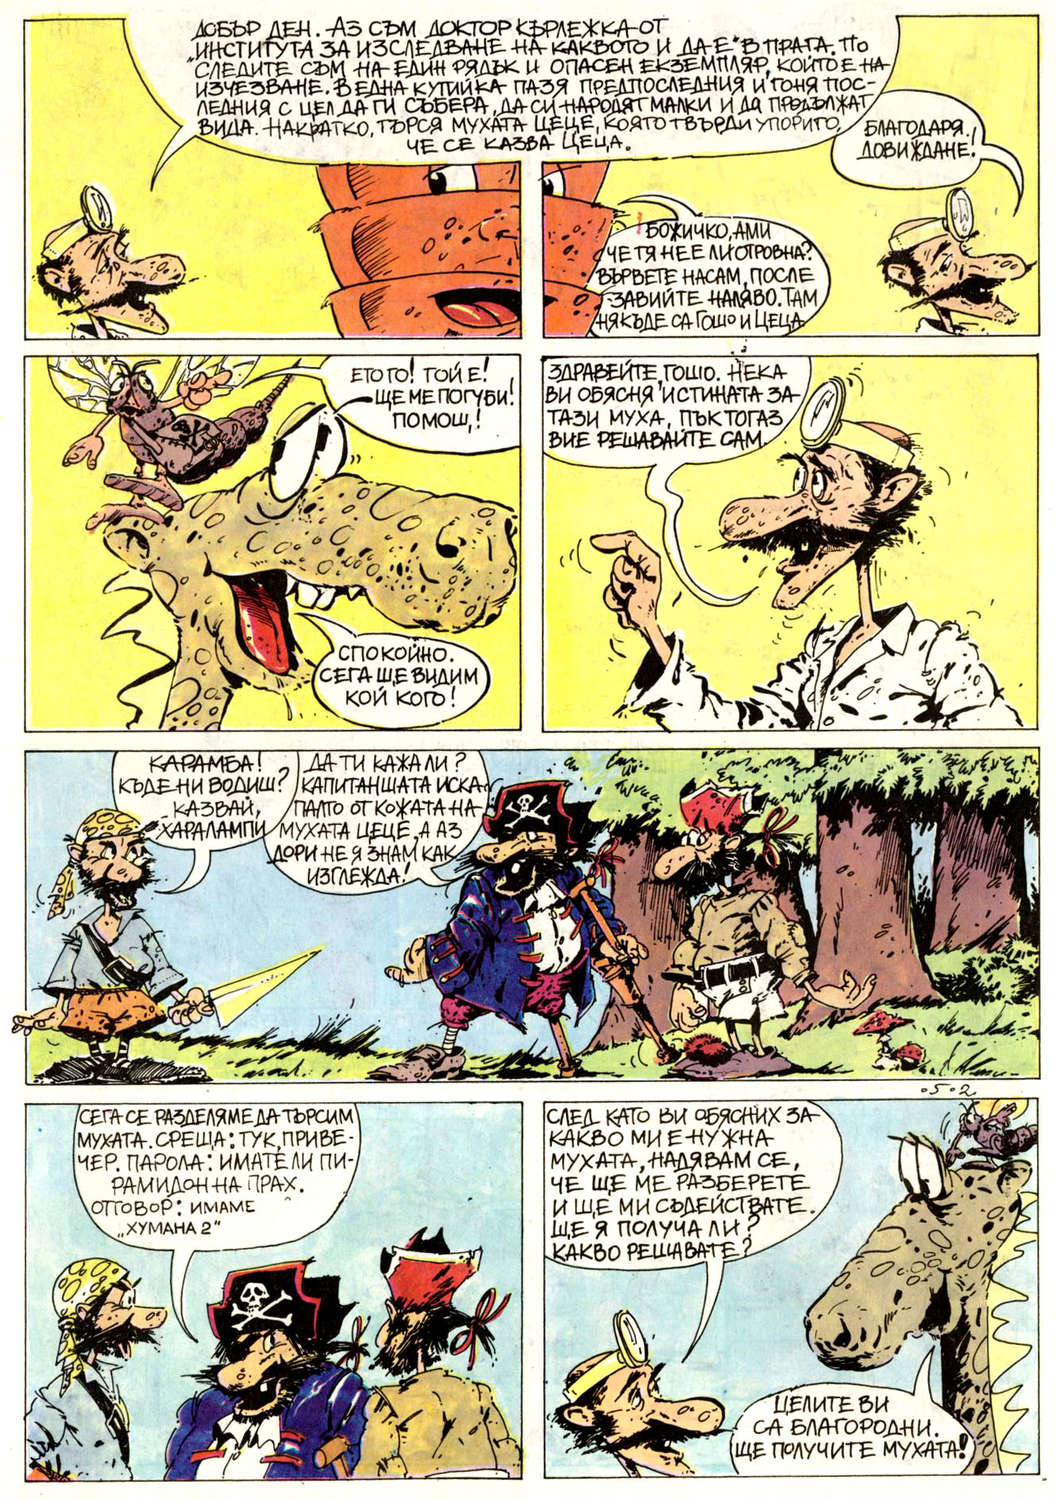 ДОБЪР ДЕН. АЗ СЪМ ДОКТОР КЪРЛЕЖКА ОТ
„ИНСТИТУТА ЗА ИЗСЛЕДВАНЕ НА КАКВОТО И ДА Е" В ПРАГА. ПО
СЛЕДИТЕ СЪМ НА ЕДИН РЯДЪК И ОПАСЕН ЕКЗЕМПЛЯР, КОЙТО Е НА
ИЗЧЕЗВАНЕ. В ЕДНА КУТИЙКА ПАЗЯ ПРЕДПОСЛЕДНИЯ И ГОНЯ ПОС-
ЛЕДНИЯ С ЦЕЛ ДА ГИ СЪБЕРА, ДА СИ НАРОДЯТ МАЛКИ И ДА ПРОДЪЛЖАТ
ВИДА. НАКРАТКО, ТЪРСЯ МУХАТА ЦЕЦЕ, КОЯТО ТВЪРДИ УПОРИТО,
ЧЕ СЕ КАЗВА ЦЕЦА.
БОЖИЧКО, АМИ
ЧЕ ТЯ НЕ Е ЛИ ОТРОВНА?
ВЪРВЕТЕ НАСАМ, ПОСЛЕ
ЗАВИЙТЕ НАЛЯВО. ТАМ
НЯКЪДЕ СА ГОШО И ЦЕЦА
БЛАГОДАРЯ.
ДОВИЖДАНЕ!
ЕТО ГО! ТОЙ Е!
ЩЕ МЕ ПОГУБИ!
ПОМОЩ!
СПОКОЙНО.
СЕГА ЩЕ ВИДИМ
КОЙ КОГО!
ЗДРАВЕЙТЕ, ГОШО. НЕКА
ВИ ОБЯСНЯ ИСТИНАТА ЗА
ТАЗИ МУХА, ПЪК ТОГАЗ
ВИЕ РЕШАВАЙТЕ САМ.
КАРАМБА!
КЪДЕ НИ ВОДИШ?
КАЗВАЙ,
ХАРАЛАМПИ
ДА ТИ КАЖА ЛИ?
КАПИТАНШАТА ИСКА
ПАЛТО ОТ КОЖАТА НА
МУХАТА ЦЕЦЕ, А АЗ
ДОРИ НЕ Я ЗНАМ КАК
ИЗГЛЕЖДА!
.5.2
СЕГА СЕ РАЗДЕЛЯМЕ ДА ТЪРСИМ
МУХАТА. СРЕЩА: ТУК, ПРИВЕ-
ЧЕР. ПАРОЛА: ИМАТЕ ЛИ ПИ-
РАМИДОН НА ПРАХ.
ОТГОВОР: ИМАМЕ
„ХУМАНА 2"
СЛЕД КАТО ВИ ОБЯСНИХ ЗА-
КАКВО МИ Е НУЖНА
МУХАТА, НАДЯВАМ СЕ,
ЧЕ ЩЕ МЕ РАЗБЕРЕТЕ
И ЩЕ МИ СЪДЕЙСТВАТЕ.
ЩЕ Я ПОЛУЧА ЛИ?
КАКВО РЕШАВАТЕ?
ЦЕЛИТЕ ВИ
СА БЛАГОРОДНИ.
ЩЕ ПОЛУЧИТЕ МУХАТА!